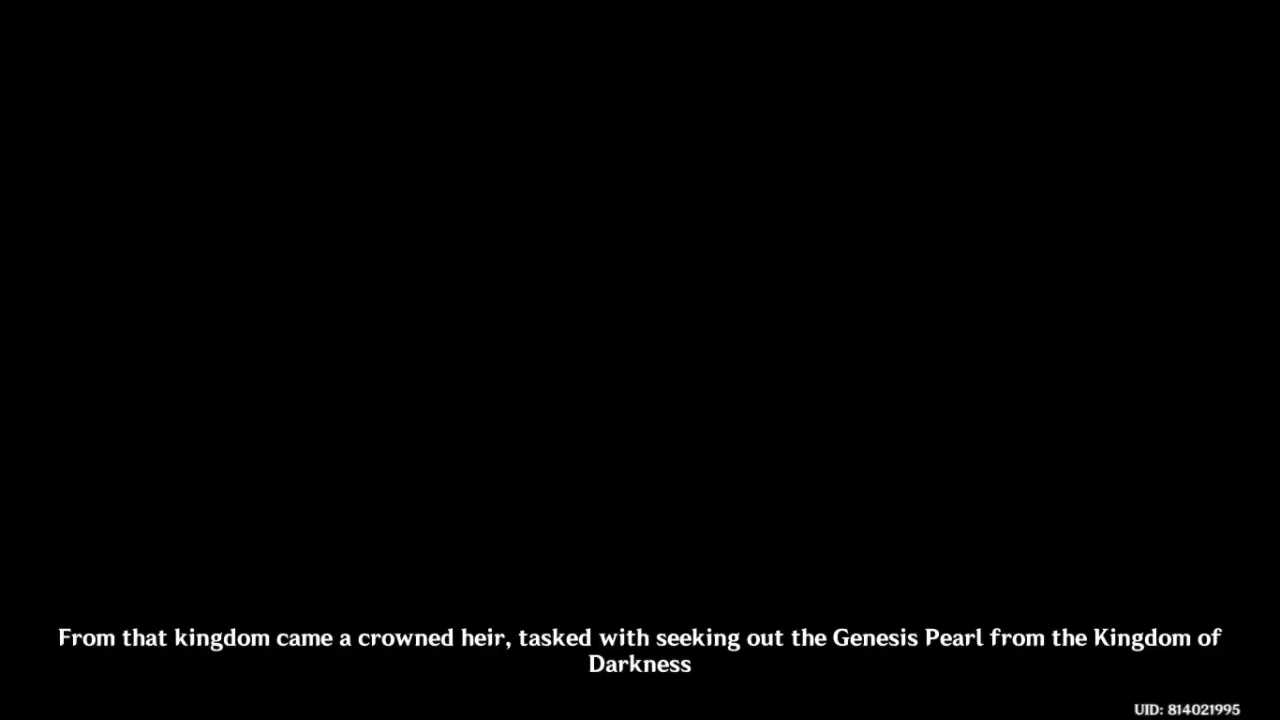 From that kingdom came a crowned heir, tasked with seeking out the Genesis Pearl from the Kingdom of
Darkness
UID: 814021995